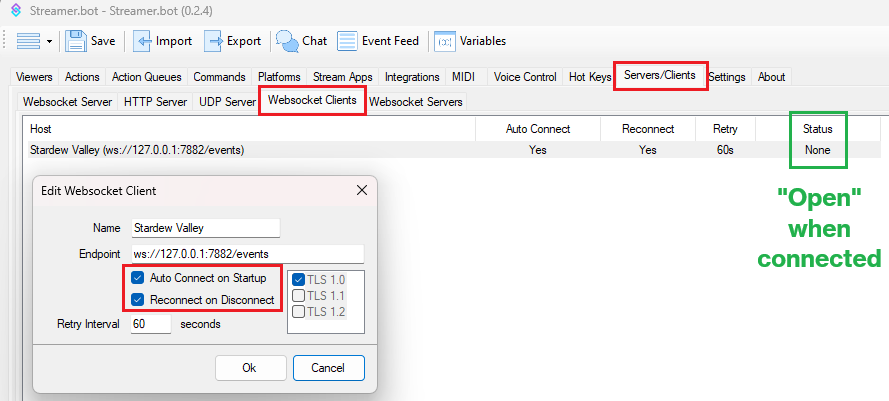 Streamer.bot - Streamer.bot (0.2.4)
Save Import Export Chat Event Feed Variables
Viewers Actions Action Queues Commands Platforms Stream Apps Integrations MIDI Voice Control Hot Keys Servers/Clients Settings About
Websocket Server HTTP Server UDP Server Websocket Clients Websocket Servers
Host Auto Connect Reconnect Retry Status
Stardew Valley (ws://127.0.0.1:7882/events) Yes Yes 60s None
"Open"
when
connected
Edit Websocket Client
Name Stardew Valley
Endpoint ws://127.0.0.1:7882/events
Auto Connect on Startup TLS 1.0
Reconnect on Disconnect TLS 1.1
TLS 1.2
Retry Interval 60 seconds
Ok Cancel